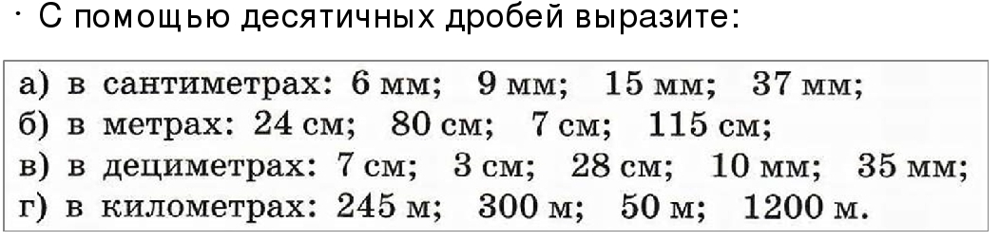 · С помощью десятичных дробей выразите:
а) в сантиметрах: 6 мм; 9 мм; 15 мм; 37 мм;
б) в метрах: 24 см; 80 см; 7 см; 115 см;
в) в дециметрах: 7 см; 3 см; 28 см; 10 мм; 35 мм;
г) в километрах: 245 м; 300 м; 50 м; 1200 м.